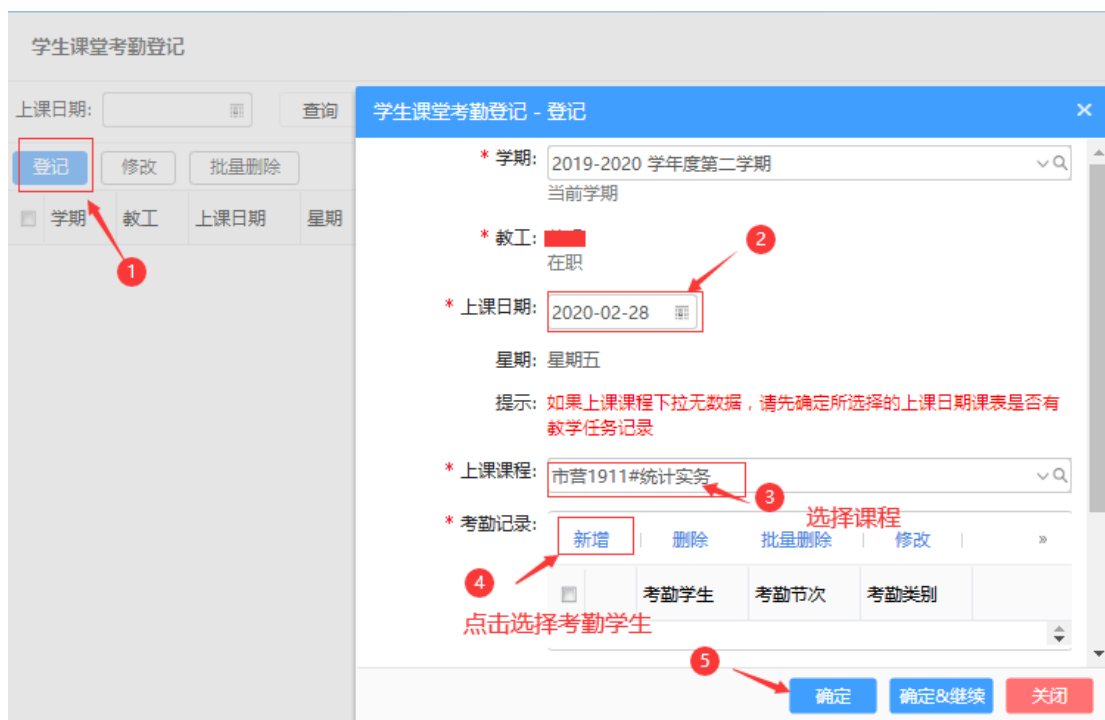 学生课堂考勤登记
上课日期: 查询
登记 修改 批量删除
学期 教工 上课日期 星期
1
学生课堂考勤登记 - 登记 ×
* 学期: 2019-2020 学年度第二学期
当前学期
* 教工:
在职
2
* 上课日期: 2020-02-28
星期: 星期五
提示: 如果上课课程下拉无数据，请先确定所选择的上课日期课表是否有
教学任务记录
* 上课课程: 市营1911#统计实务
3
选择课程
* 考勤记录:
新增 删除 批量删除 修改 »
4
考勤学生 考勤节次 考勤类别
点击选择考勤学生
5
确定 确定&继续 关闭